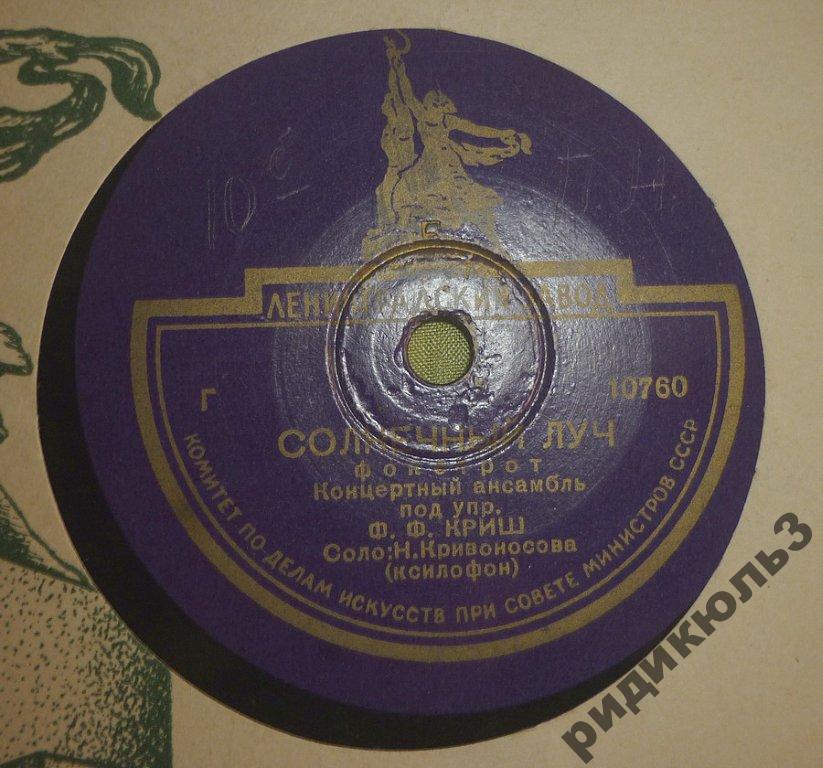 10 с
П. Н.
ЛЕНИНГРАДСКИЙ ЗАВОД
Г
10760
СОЛНЕЧНЫЙ ЛУЧ
фокстрот
Концертный ансамбль
под упр.
Ф. Ф. КРИШ
Соло: Н. Кривоносова
(ксилофон)
КОМИТЕТ ПО ДЕЛАМ ИСКУССТВ ПРИ СОВЕТЕ МИНИСТРОВ СССР
ридикюль3